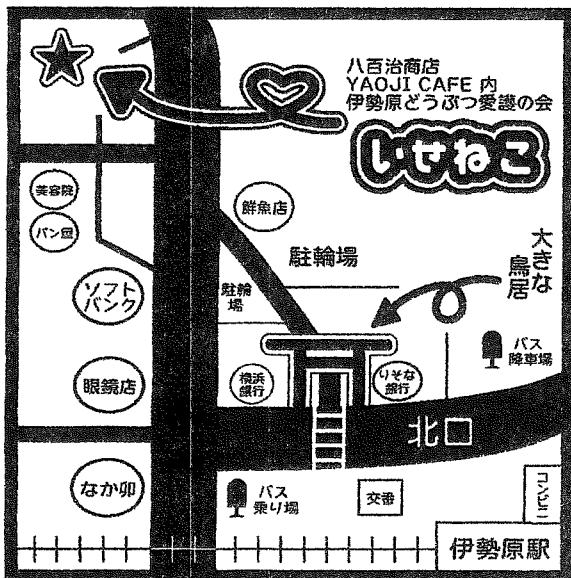 八百治商店
YAOJI CAFE 内
伊勢原どうぶつ愛護の会
いせねこ
美容院
パン屋
鮮魚店
大きな
鳥居
駐輪場
ソフト
バンク
駐輪
場
バス
降車場
眼鏡店
横浜
銀行
りそな
銀行
北口
なか卯
バス
乗り場
交番
コンビニ
伊勢原駅